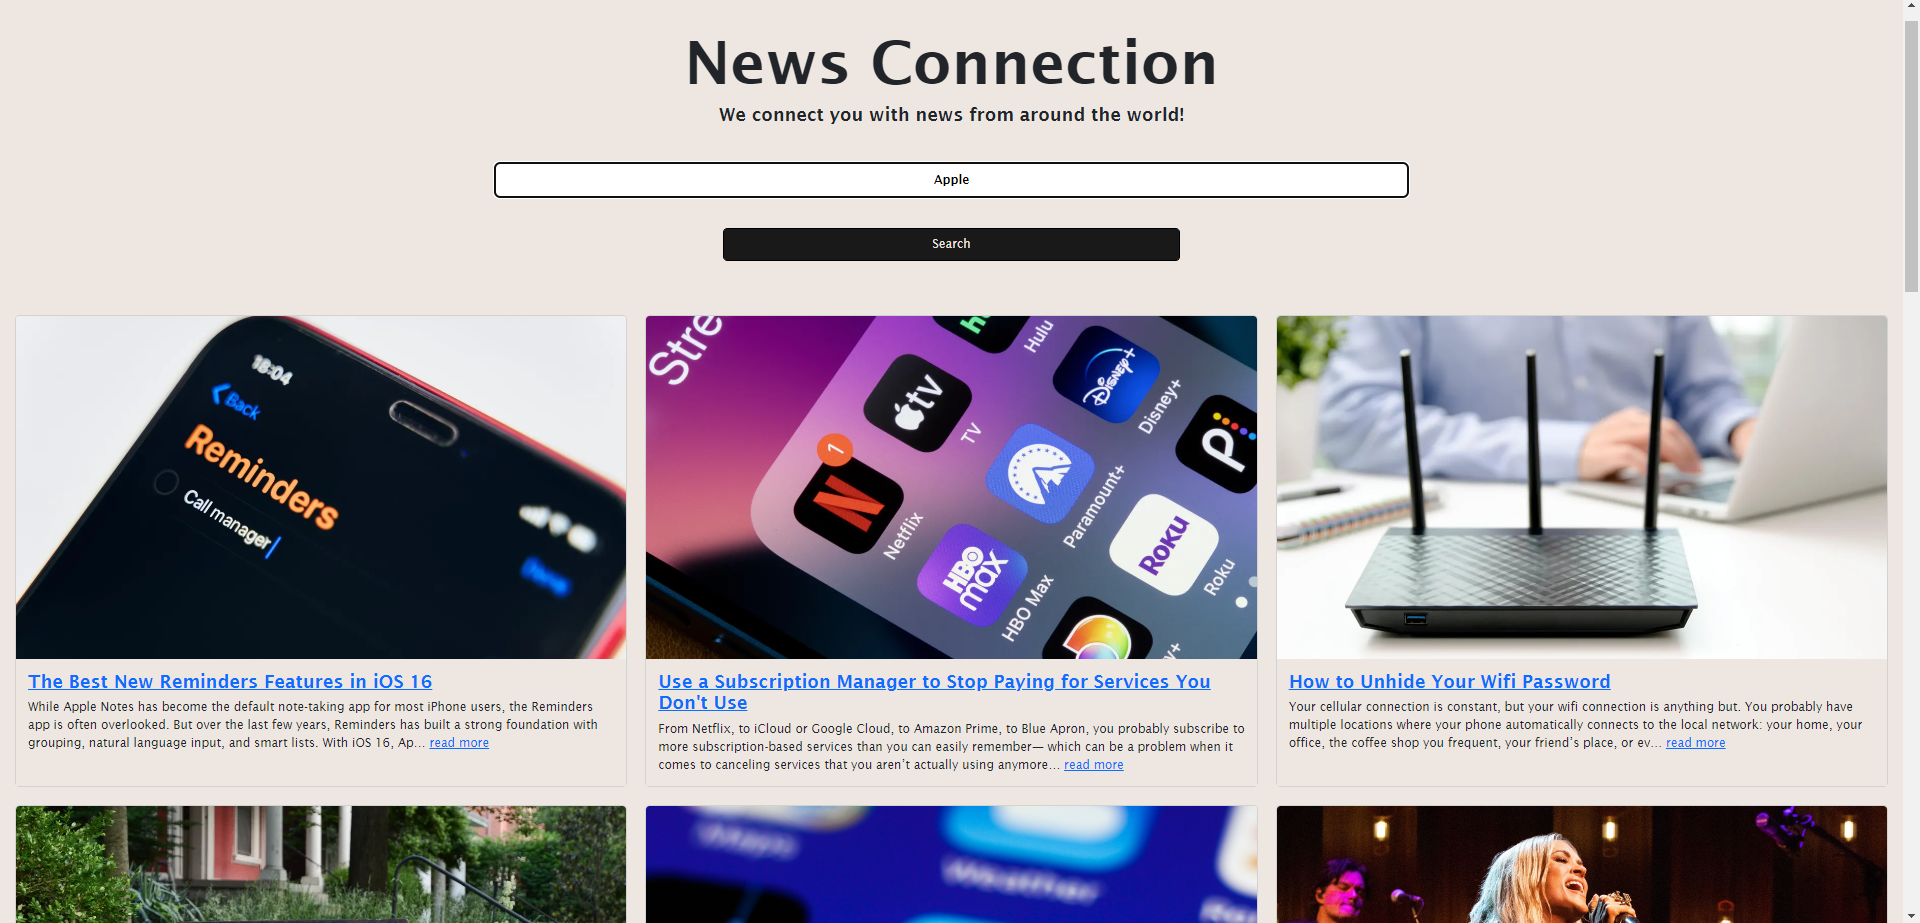 News Connection
We connect you with news from around the world!
Apple
Search
18:04
Back
Reminders
Call manager
Done
Stre
Hulu
tv
TV
Disney+
Disney+
1
Netflix
Paramount+
HBO
max
HBO Max
Roku
Roku
The Best New Reminders Features in iOS 16
While Apple Notes has become the default note-taking app for most iPhone users, the Reminders
app is often overlooked. But over the last few years, Reminders has built a strong foundation with
grouping, natural language input, and smart lists. With iOS 16, Ap... read more
Use a Subscription Manager to Stop Paying for Services You
Don't Use
From Netflix, to iCloud or Google Cloud, to Amazon Prime, to Blue Apron, you probably subscribe to
more subscription-based services than you can easily remember— which can be a problem when it
comes to canceling services that you aren’t actually using anymore... read more
How to Unhide Your Wifi Password
Your cellular connection is constant, but your wifi connection is anything but. You probably have
multiple locations where your phone automatically connects to the local network: your home, your
office, the coffee shop you frequent, your friend’s place, or ev... read more
Maps
Weather